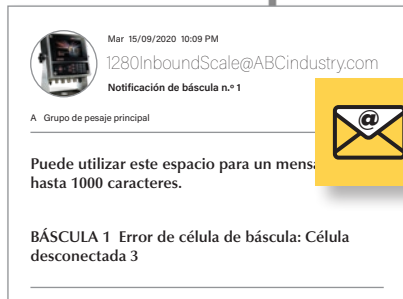 Mar 15/09/2020 10:09 PM
1280InboundScale@ABCindustry.com
Notificación de báscula n.º 1
A Grupo de pesaje principal
Puede utilizar este espacio para un
hasta 1000 caracteres.
BÁSCULA 1 Error de célula de báscula: Célula
desconectada 3